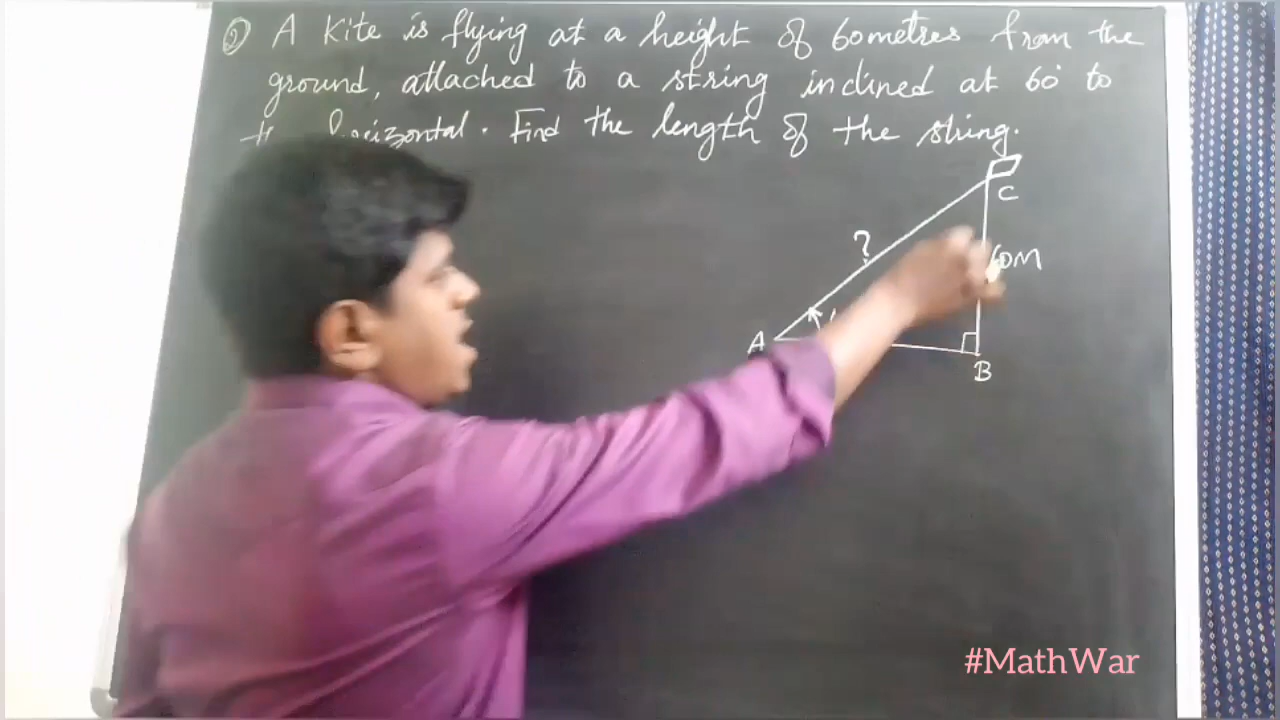 ② A Kite is flying at a height of 60metres from the
ground, attached to a string inclined at 60° to
horizontal. Find the length of the string.
C
?
60M
A
B
#MathWar